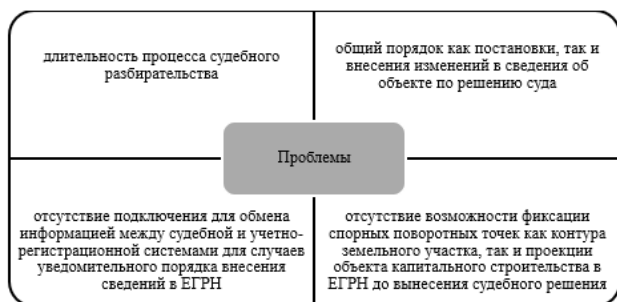 длительность процесса судебного
разбирательства
общий порядок как постановки, так и
внесения изменений в сведения об
объекте по решению суда
Проблемы
отсутствие подключения для обмена
информацией между судебной и учетно-
регистрационной системами для случаев
уведомительного порядка внесения
сведений в ЕГРН
отсутствие возможности фиксации
спорных поворотных точек как контура
земельного участка, так и проекции
объекта капитального строительства в
ЕГРН до вынесения судебного решения